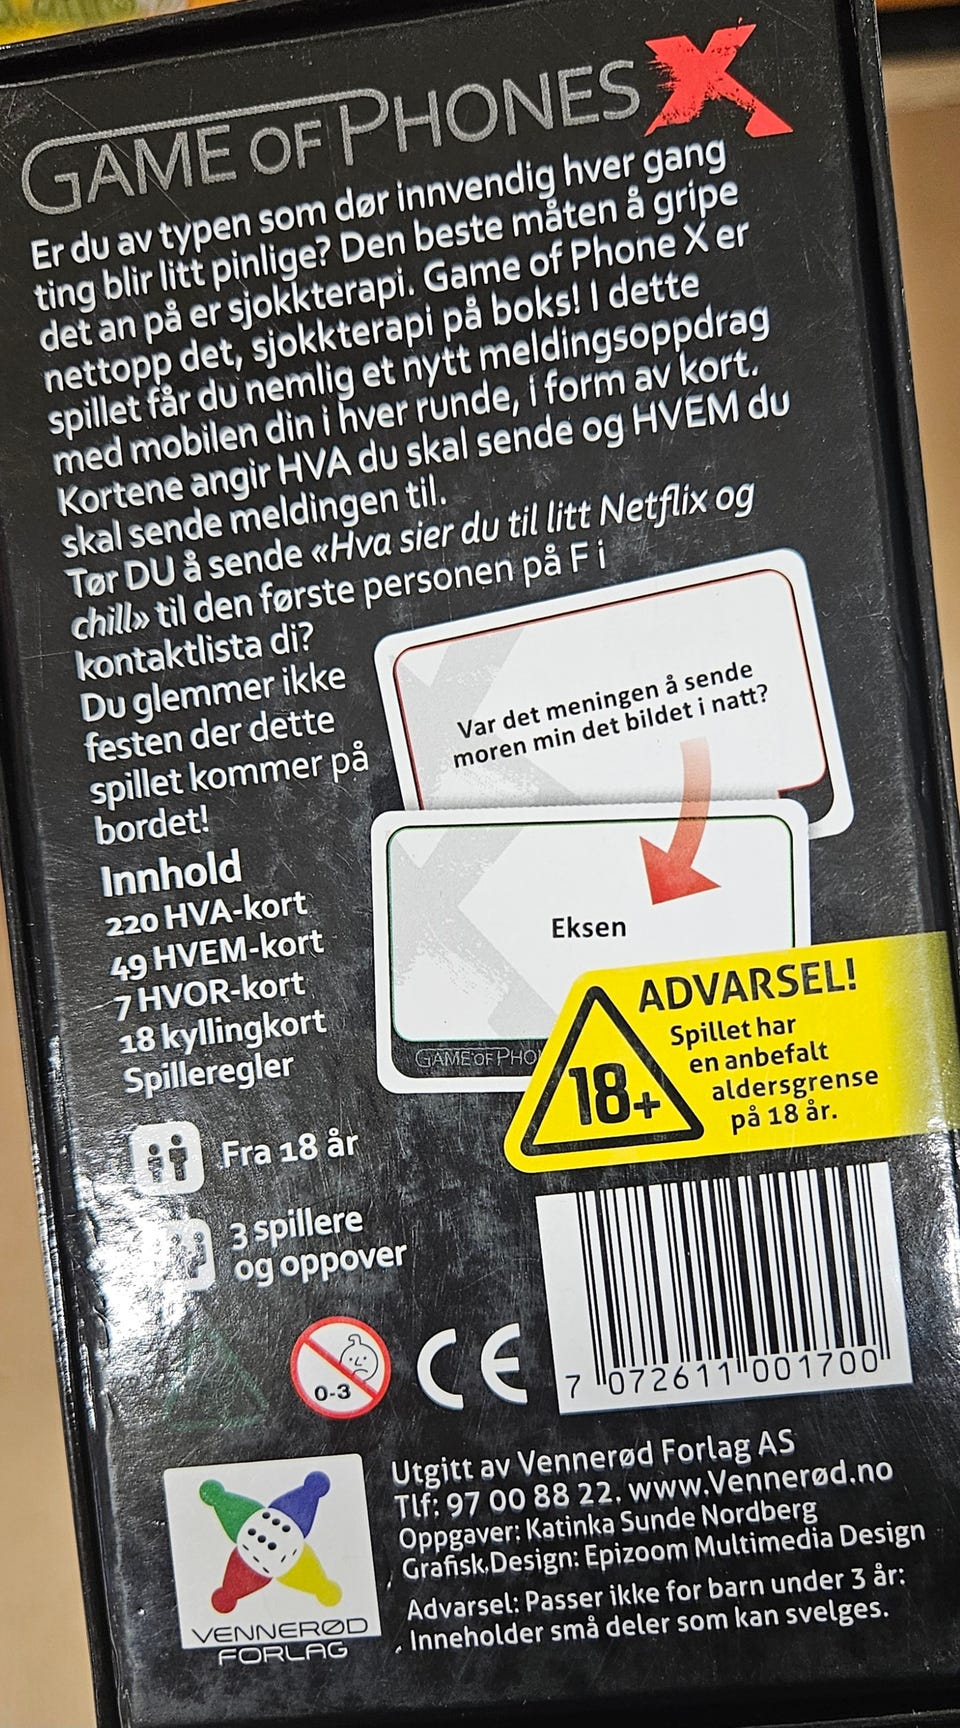 GAME OF PHONES X
Er du av typen som dør innvendig hver gang
ting blir litt pinlige? Den beste måten å gripe
det an på er sjokkterapi. Game of Phone X er
nettopp det, sjokkterapi på boks! I dette
spillet får du nemlig et nytt meldingsoppdrag
med mobilen din i hver runde, i form av kort.
Kortene angir HVA du skal sende og HVEM du
skal sende meldingen til.
Tør DU å sende «Hva sier du til litt Netflix og
chill» til den første personen på F i
kontaktlista di?
Du glemmer ikke
festen der dette
spillet kommer på
bordet!
Var det meningen å sende
moren min det bildet i natt?
Eksen
GAME OF PHO
Innhold
220 HVA-kort
49 HVEM-kort
7 HVOR-kort
18 kyllingkort
Spilleregler
ADVARSEL!
Spillet har
en anbefalt
aldersgrense
på 18 år.
18+
Fra 18 år
3 spillere
og oppover
0-3
CE
7 072611 001700
Utgitt av Vennerød Forlag AS
Tlf: 97 00 88 22. www.Vennerød.no
Oppgaver: Katinka Sunde Nordberg
Grafisk.Design: Epizoom Multimedia Design
Advarsel: Passer ikke for barn under 3 år:
Inneholder små deler som kan svelges.
VENNERØD
FORLAG